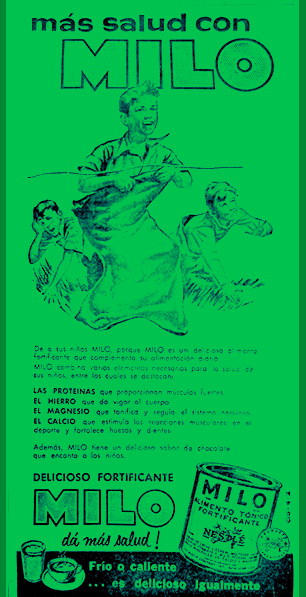 más salud con
MILO
De a sus niños MILO, porque MILO es un delicioso alimento
fortificante que complementa su alimentación diaria.
MILO combina varios elementos necesarios para la salud de
sus niños, entre los cuales se destacan:
LAS PROTEINAS que proporcionan músculos fuertes.
EL HIERRO que da vigor al cuerpo
EL MAGNESIO que tonifica y regula el sistema nervioso
EL CALCIO que estimula las reacciones musculares en el
deporte y fortalece huesos y dientes.
Además, MILO tiene un delicioso sabor de chocolate
que encanta a los niños.
DELICIOSO FORTIFICANTE
MILO
dá más salud!
MILO
ALIMENTO TÓNICO
FORTIFICANTE
NESTLÉ
Frío o caliente
... es delicioso igualmente